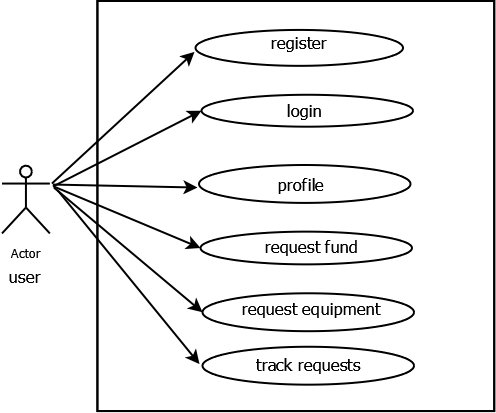 register
login
profile
request fund
request equipment
track requests
Actor
user